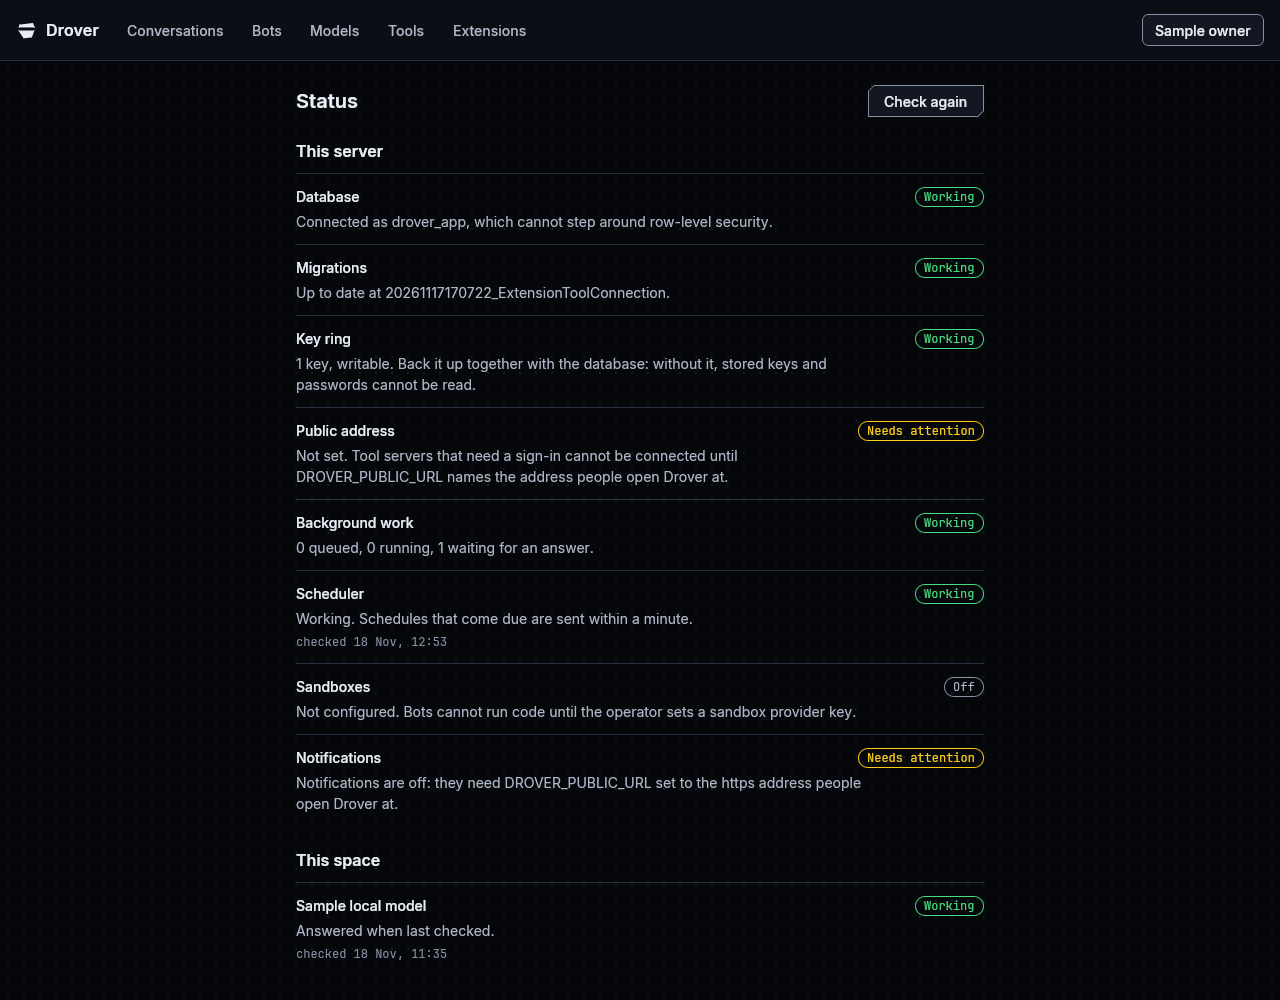 Drover
Conversations
Bots
Models
Tools
Extensions
Sample owner
Status
Check again
This server
Database
Working
Connected as drover_app, which cannot step around row-level security.
Migrations
Working
Up to date at 20261117170722_ExtensionToolConnection.
Key ring
Working
1 key, writable. Back it up together with the database: without it, stored keys and
passwords cannot be read.
Public address
Needs attention
Not set. Tool servers that need a sign-in cannot be connected until
DROVER_PUBLIC_URL names the address people open Drover at.
Background work
Working
0 queued, 0 running, 1 waiting for an answer.
Scheduler
Working
Working. Schedules that come due are sent within a minute.
checked 18 Nov, 12:53
Sandboxes
Off
Not configured. Bots cannot run code until the operator sets a sandbox provider key.
Notifications
Needs attention
Notifications are off: they need DROVER_PUBLIC_URL set to the https address people
open Drover at.
This space
Sample local model
Working
Answered when last checked.
checked 18 Nov, 11:35